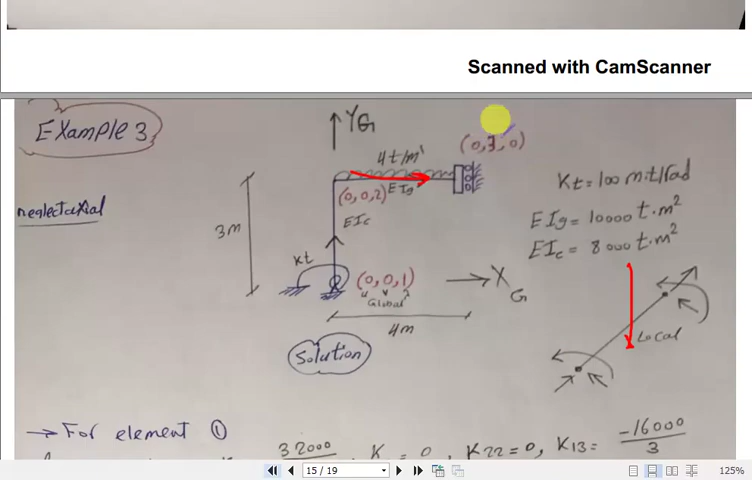 Scanned with CamScanner
Example 3
neglect axial
YG
4t/m'
(0,3,0)
(0,0,2) EIg
EIc
3m
Kt
(0,0,1)
"Global"
XG
4m
Kt = 100 m.t/rad
EIg = 10000 t.m²
EIc = 8000 t.m²
Local
Solution
→ For element ①
32000
K = 0, K22 = 0, K13 = -16000
3
15 / 19
125%